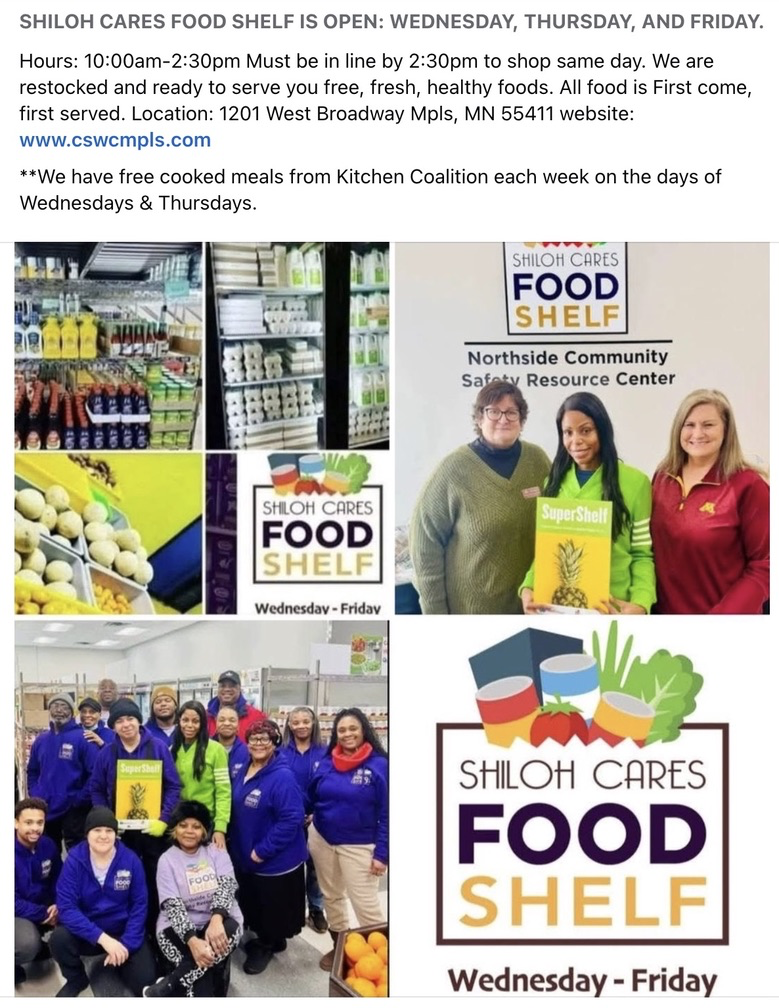 SHILOH CARES FOOD SHELF IS OPEN: WEDNESDAY, THURSDAY, AND FRIDAY.
Hours: 10:00am-2:30pm Must be in line by 2:30pm to shop same day. We are
restocked and ready to serve you free, fresh, healthy foods. All food is First come,
first served. Location: 1201 West Broadway Mpls, MN 55411 website:
www.cswcmpls.com
**We have free cooked meals from Kitchen Coalition each week on the days of
Wednesdays & Thursdays.
SHILOH CARES
FOOD
SHELF
Wednesday - Friday
SHILOH CARES
FOOD
SHELF
Northside Community
Safety Resource Center
SuperShelf
SuperShelf
FOOD
SHILOH CARES
FOOD
SHELF
Wednesday - Friday